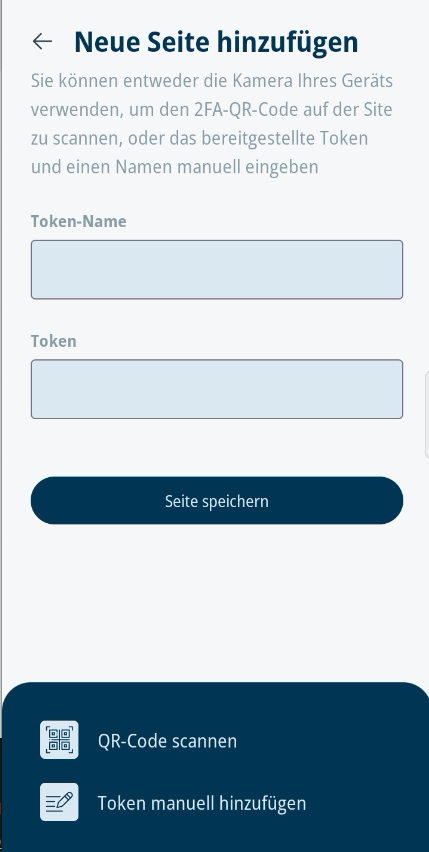 Neue Seite hinzufügen
Sie können entweder die Kamera Ihres Geräts
verwenden, um den 2FA-QR-Code auf der Site
zu scannen, oder das bereitgestellte Token
und einen Namen manuell eingeben
Token-Name
Token
Seite speichern
QR-Code scannen
Token manuell hinzufügen